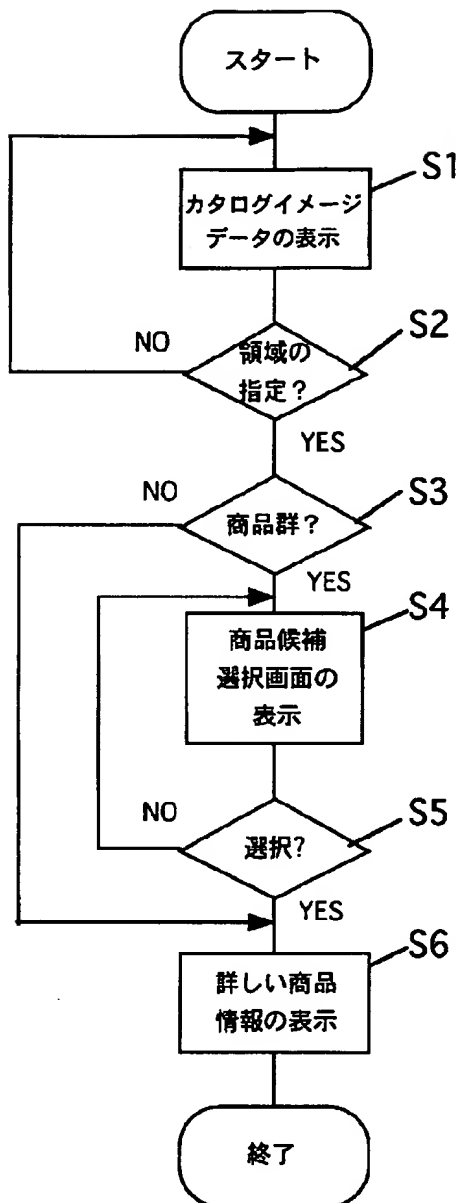 スタート
S1
カタログイメージ
データの表示
S2
NO
領域の
指定?
YES
S3
NO
商品群?
YES
S4
商品候補
選択画面の
表示
S5
NO
選択?
YES
S6
詳しい商品
情報の表示
終了